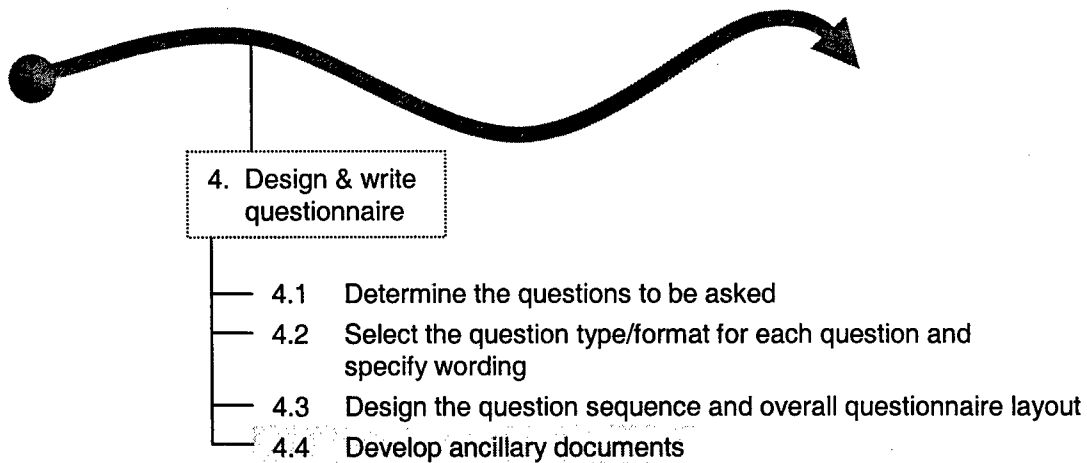 4. Design & write
questionnaire
4.1 Determine the questions to be asked
4.2 Select the question type/format for each question and
specify wording
4.3 Design the question sequence and overall questionnaire layout
4.4 Develop ancillary documents